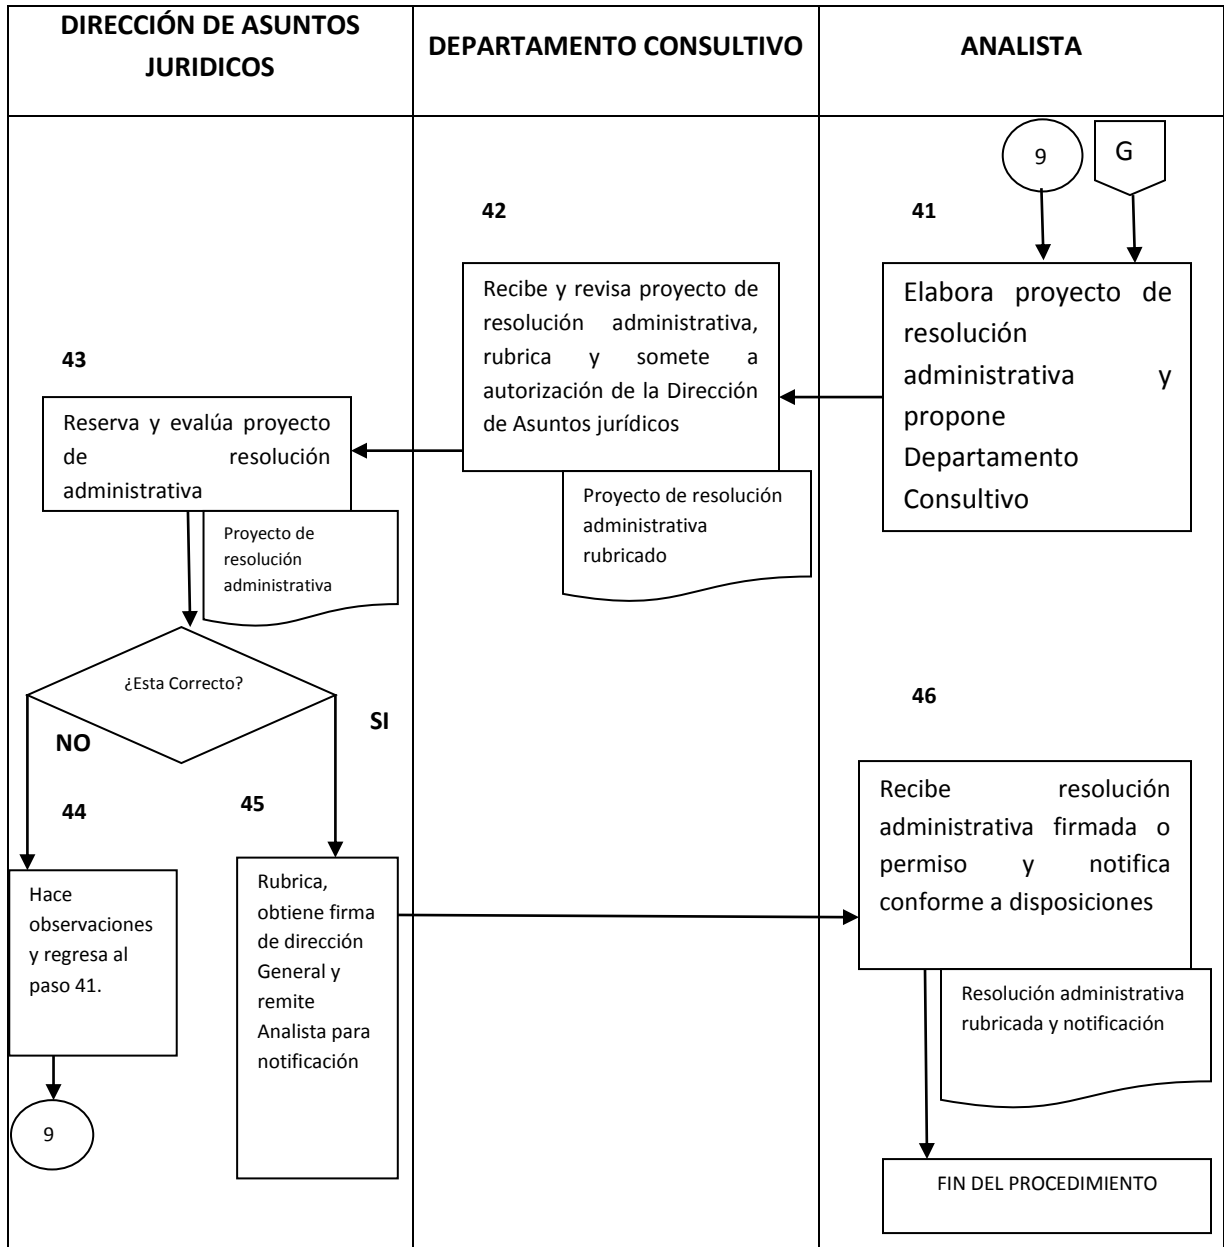 DIRECCIÓN DE ASUNTOS
JURIDICOS
DEPARTAMENTO CONSULTIVO
ANALISTA
9
G
41
Elabora proyecto de
resolución
administrativa y
propone
Departamento
Consultivo
42
Recibe y revisa proyecto de
resolución administrativa,
rubrica y somete a
autorización de la Dirección
de Asuntos jurídicos
Proyecto de resolución
administrativa
rubricado
43
Reserva y evalúa proyecto
de resolución
administrativa
Proyecto de
resolución
administrativa
¿Esta Correcto?
NO
SI
44
Hace
observaciones
y regresa al
paso 41.
9
45
Rubrica,
obtiene firma
de dirección
General y
remite
Analista para
notificación
46
Recibe resolución
administrativa firmada o
permiso y notifica
conforme a disposiciones
Resolución administrativa
rubricada y notificación
FIN DEL PROCEDIMIENTO